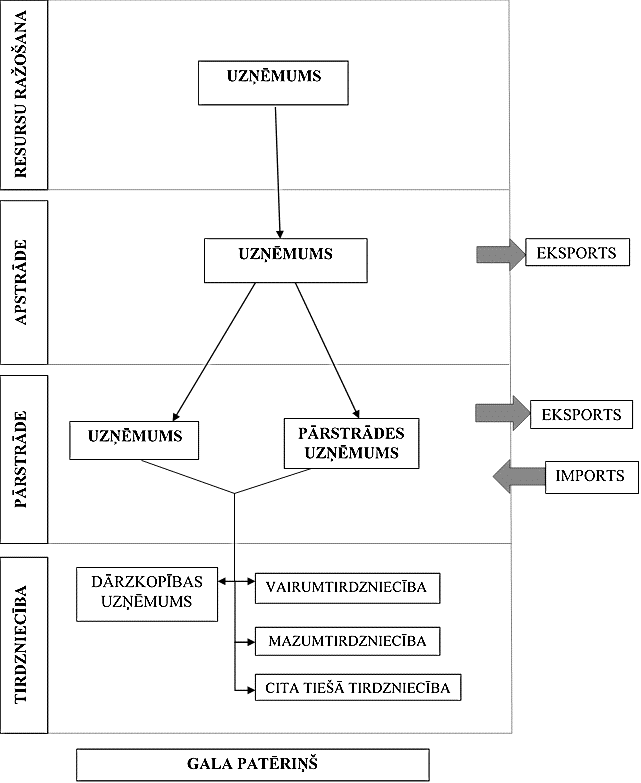 RESURSU RAŽOŠANA
UZŅĒMUMS
APSTRĀDE
UZŅĒMUMS
EKSPORTS
PĀRSTRĀDE
UZŅĒMUMS
PĀRSTRĀDES
UZŅĒMUMS
EKSPORTS
IMPORTS
TIRDZNIECĪBA
DĀRZKOPĪBAS
UZŅĒMUMS
VAIRUMTIRDZNIECĪBA
MAZUMTIRDZNIECĪBA
CITA TIEŠĀ TIRDZNIECĪBA
GALA PATĒRIŅŠ